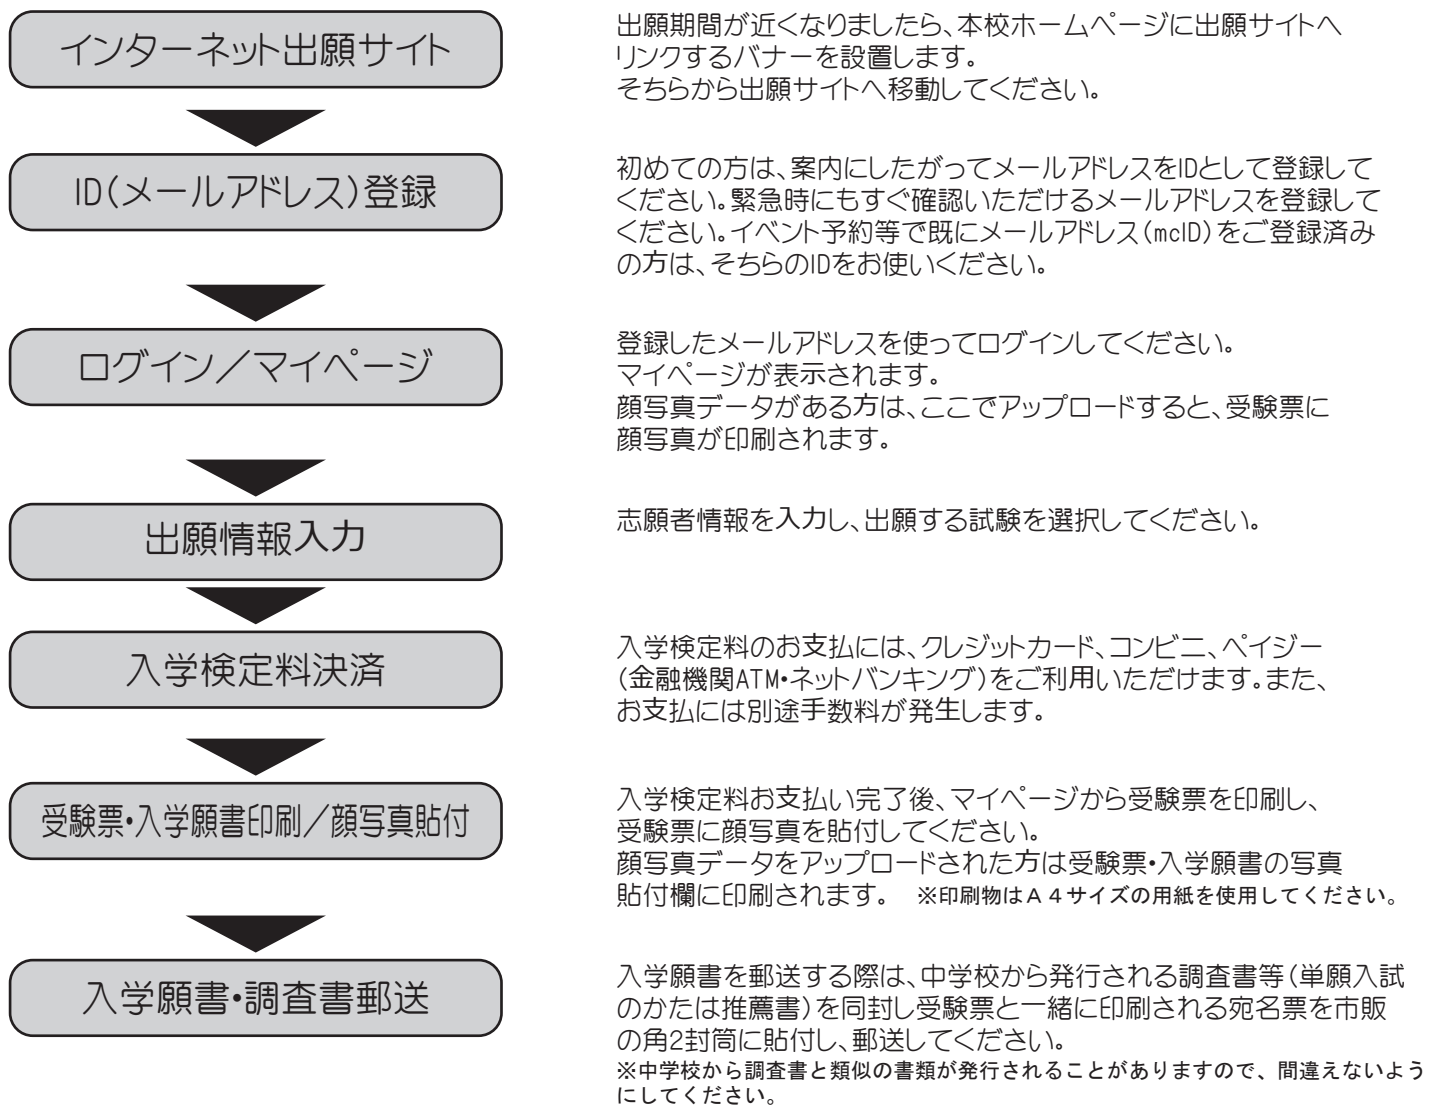 インターネット出願サイト
出願期間が近くなりましたら、本校ホームページに出願サイトへ
リンクするバナーを設置します。
そちらから出願サイトへ移動してください。
ID(メールアドレス)登録
初めての方は、案内にしたがってメールアドレスをIDとして登録して
ください。緊急時にもすぐ確認いただけるメールアドレスを登録して
ください。イベント予約等で既にメールアドレス(mcID)をご登録済み
の方は、そちらのIDをお使いください。
ログイン/マイページ
登録したメールアドレスを使ってログインしてください。
マイページが表示されます。
顔写真データがある方は、ここでアップロードすると、受験票に
顔写真が印刷されます。
出願情報入力
志願者情報を入力し、出願する試験を選択してください。
入学検定料決済
入学検定料のお支払には、クレジットカード、コンビニ、ペイジー
(金融機関ATM・ネットバンキング)をご利用いただけます。また、
お支払には別途手数料が発生します。
受験票・入学願書印刷/顔写真貼付
入学検定料お支払い完了後、マイページから受験票を印刷し、
受験票に顔写真を貼付してください。
顔写真データをアップロードされた方は受験票・入学願書の写真
貼付欄に印刷されます。 ※印刷物はA4サイズの用紙を使用してください。
入学願書・調査書郵送
入学願書を郵送する際は、中学校から発行される調査書等(単願入試
のかたは推薦書)を同封し受験票と一緒に印刷される宛名票を市販
の角2封筒に貼付し、郵送してください。
※中学校から調査書と類似の書類が発行されることがありますので、間違えないよう
にしてください。